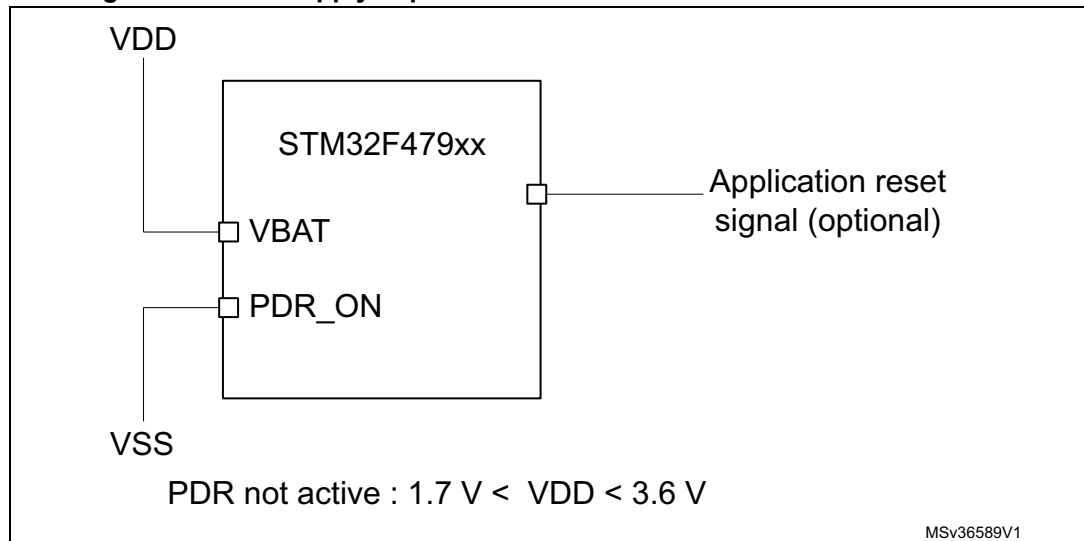 VDD
STM32F479xx
Application reset
signal (optional)
VBAT
PDR_ON
VSS
PDR not active : 1.7 V < VDD < 3.6 V
MSv36589V1